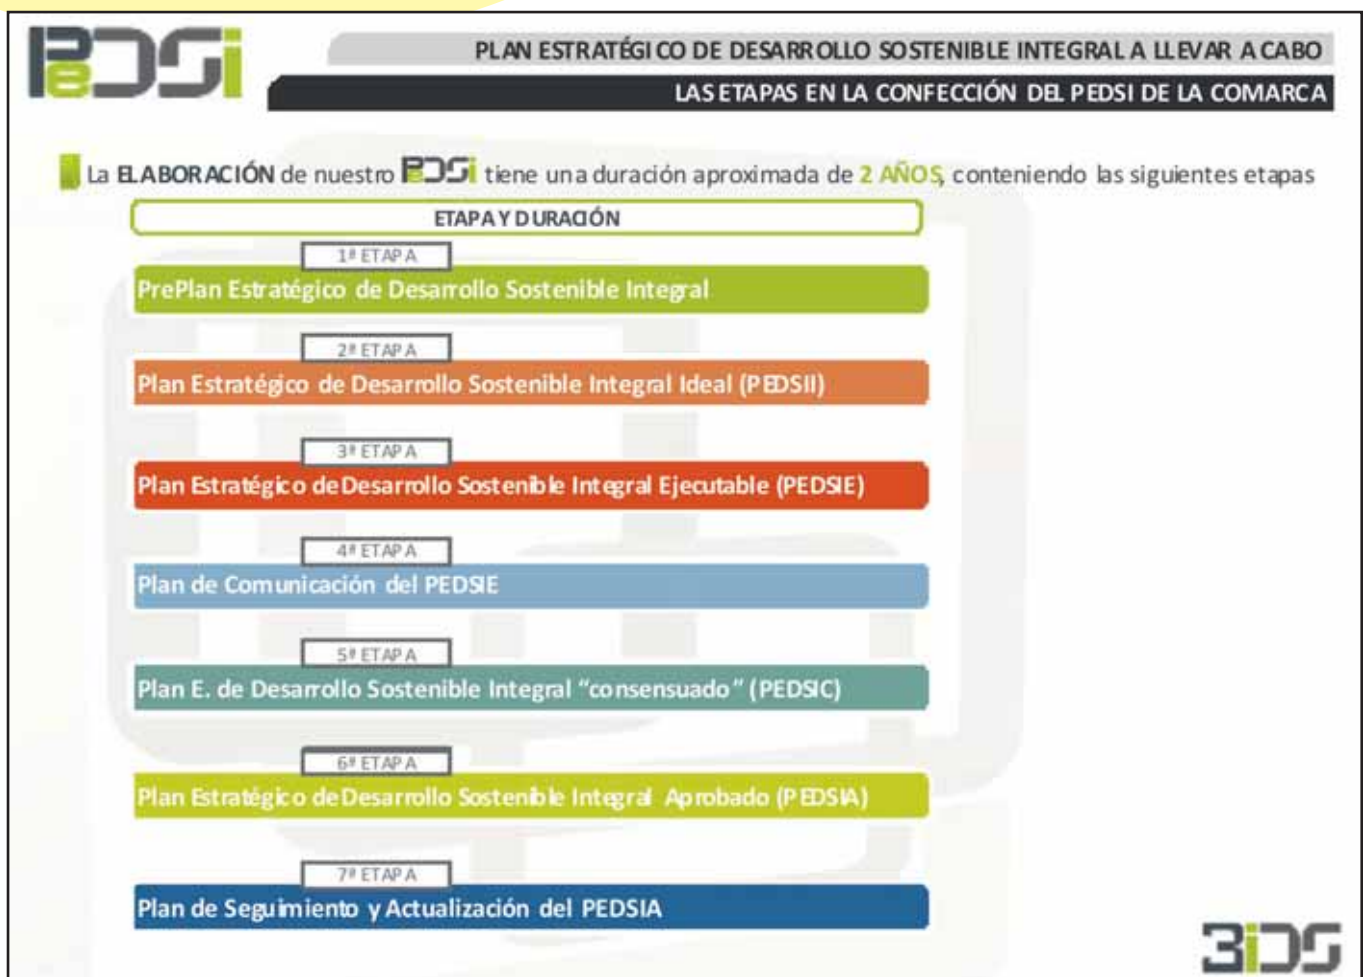 PeDSi
PLAN ESTRATÉGICO DE DESARROLLO SOSTENIBLE INTEGRAL A LLEVAR A CABO
LAS ETAPAS EN LA CONFECCIÓN DEL PEDSI DE LA COMARCA
La ELABORACIÓN de nuestro PeDSi tiene una duración aproximada de 2 AÑOS, conteniendo las siguientes etapas
ETAPA Y DURACIÓN
1ª ETAPA
PrePlan Estratégico de Desarrollo Sostenible Integral
2ª ETAPA
Plan Estratégico de Desarrollo Sostenible Integral Ideal (PEDSII)
3ª ETAPA
Plan Estratégico de Desarrollo Sostenible Integral Ejecutable (PEDSIE)
4ª ETAPA
Plan de Comunicación del PEDSIE
5ª ETAPA
Plan E. de Desarrollo Sostenible Integral “consensuado” (PEDSIC)
6ª ETAPA
Plan Estratégico de Desarrollo Sostenible Integral Aprobado (PEDSIA)
7ª ETAPA
Plan de Seguimiento y Actualización del PEDSIA
3iDS